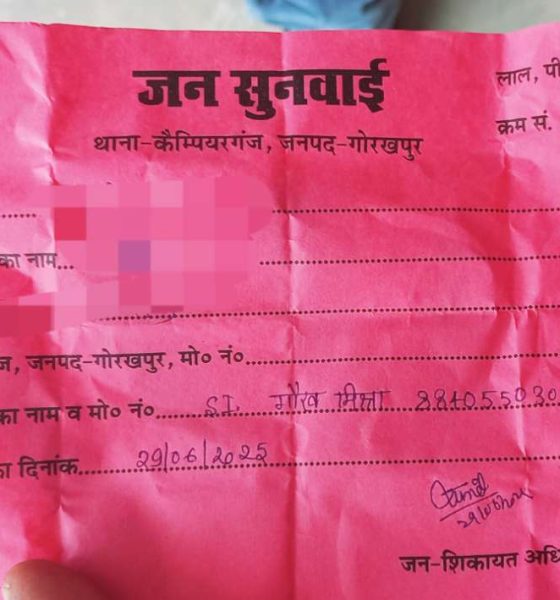 जन सुनवाई
लाल, पी
थाना-कैम्पियरगंज, जनपद-गोरखपुर
क्रम सं.
का नाम...
ज, जनपद-गोरखपुर, मो० नं०
का नाम व मो० नं०... S.I. गौरव मिश्रा 884055030
ा दिनांक... 29/06/2025
जन-शिकायत अधि